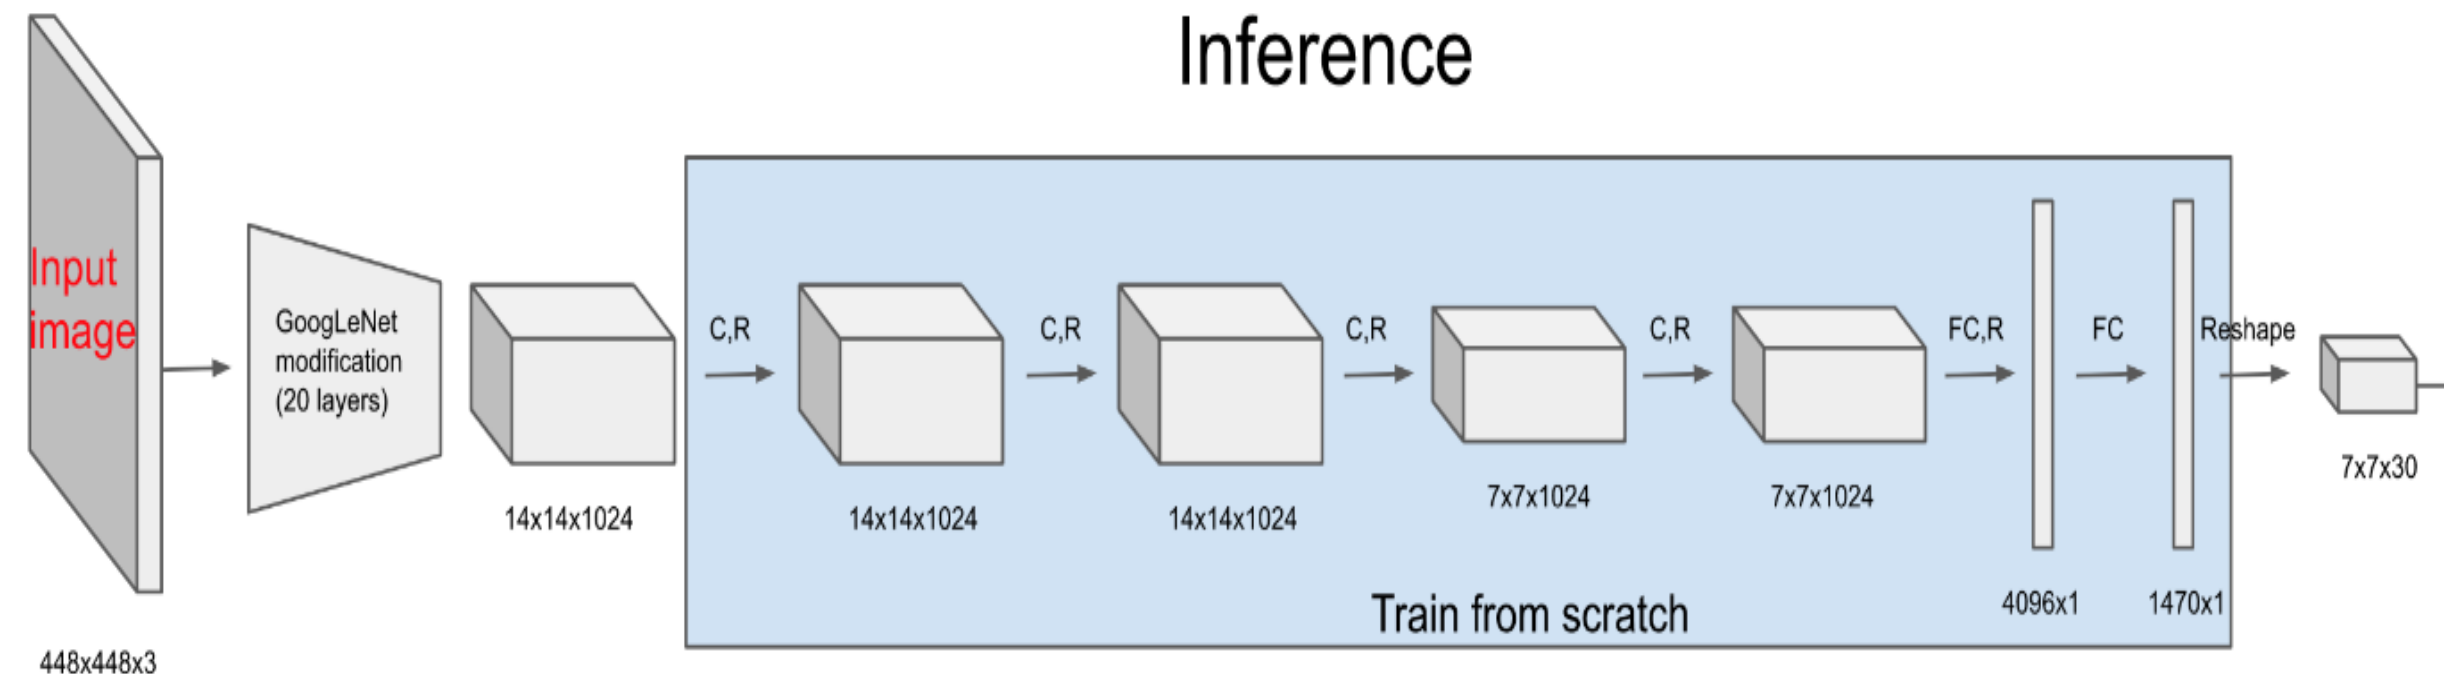 Inference
Input
image
GoogLeNet
modification
(20 layers)
C,R
C,R
C,R
C,R
FC,R
FC
Reshape
448x448x3
14x14x1024
14x14x1024
14x14x1024
7x7x1024
7x7x1024
4096x1
1470x1
7x7x30
Train from scratch